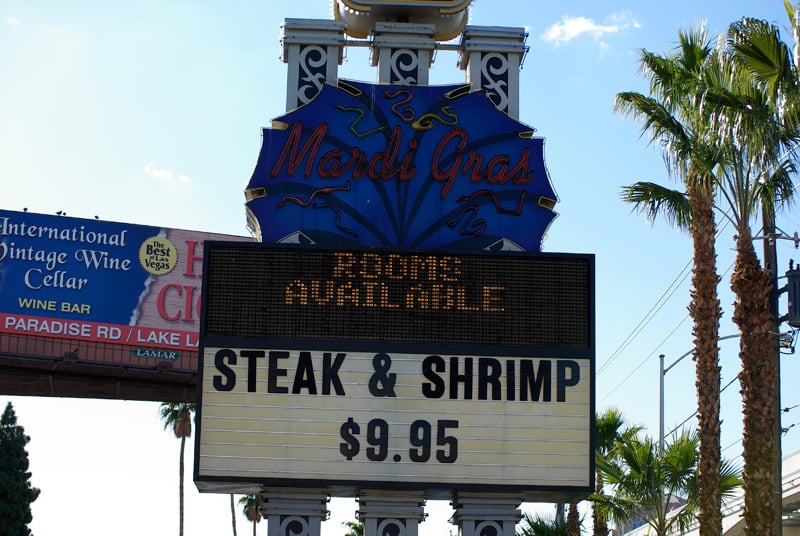 Mardi Gras
ROOMS
AVAILABLE
STEAK & SHRIMP
$9.95
International
Vintage Wine
Cellar
WINE BAR
The Best of Las Vegas
PARADISE RD / LAKE
LAMAR